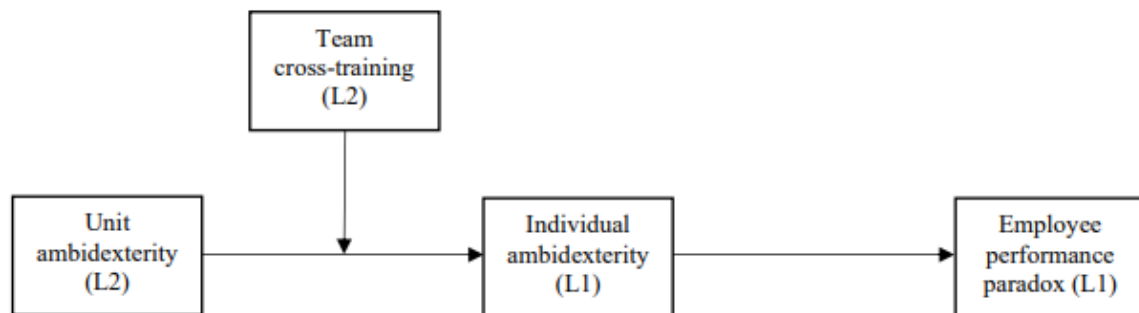 Team
cross-training
(L2)
Unit
ambidexterity
(L2)
Individual
ambidexterity
(L1)
Employee
performance
paradox (L1)